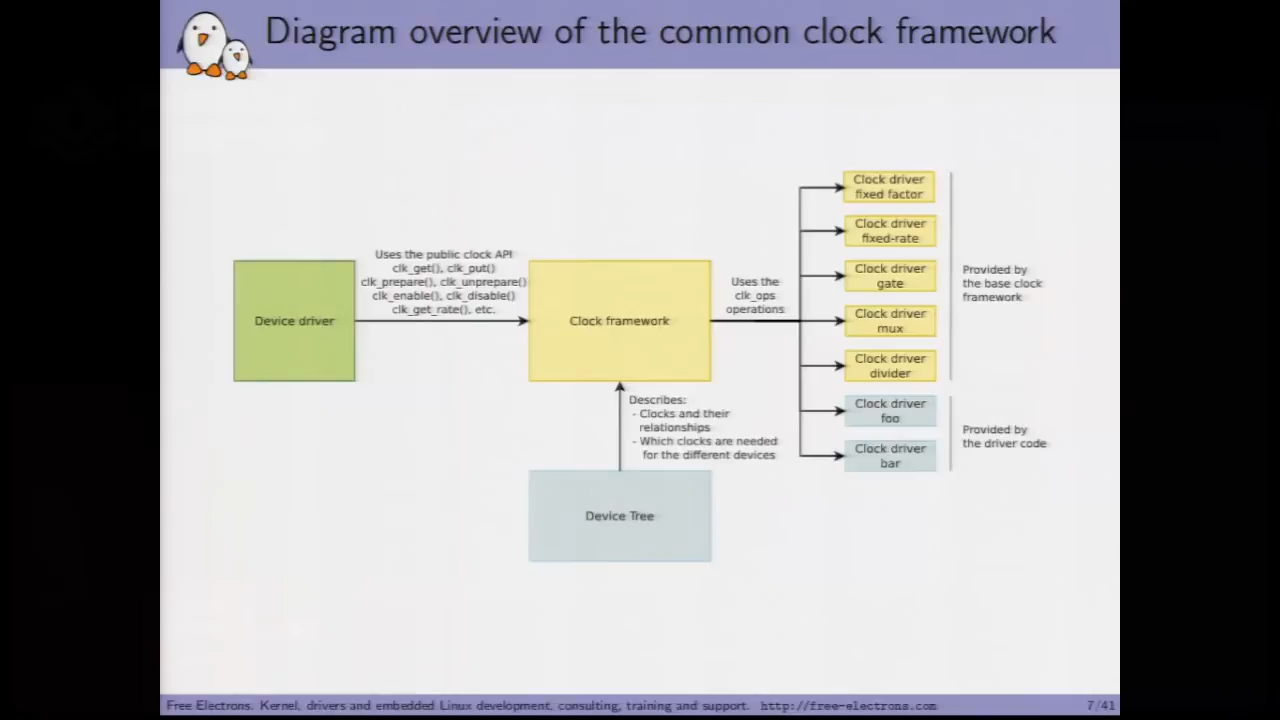 Diagram overview of the common clock framework
Uses the public clock API
clk_get(), clk_put()
clk_prepare(), clk_unprepare()
clk_enable(), clk_disable()
clk_get_rate(), etc.
Device driver
Clock framework
Uses the
clk_ops
operations
Clock driver
fixed factor
Clock driver
fixed-rate
Clock driver
gate
Clock driver
mux
Clock driver
divider
Clock driver
foo
Clock driver
bar
Provided by
the base clock
framework
Provided by
the driver code
Describes:
- Clocks and their
relationships
- Which clocks are needed
for the different devices
Device Tree
Free Electrons. Kernel, drivers and embedded Linux development, consulting, training and support. http://free-electrons.com
7/41